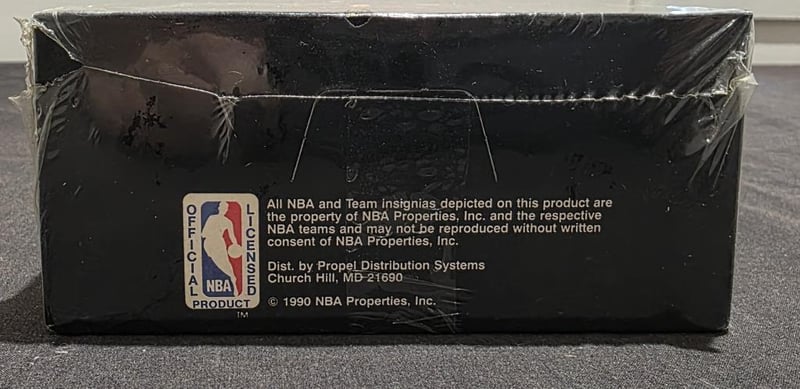 OFFICIAL
LICENSED
NBA
PRODUCT
TM
All NBA and Team insignias depicted on this product are
the property of NBA Properties, Inc. and the respective
NBA teams and may not be reproduced without written
consent of NBA Properties, Inc.
Dist. by Propel Distribution Systems
Church Hill, MD 21690
© 1990 NBA Properties, Inc.